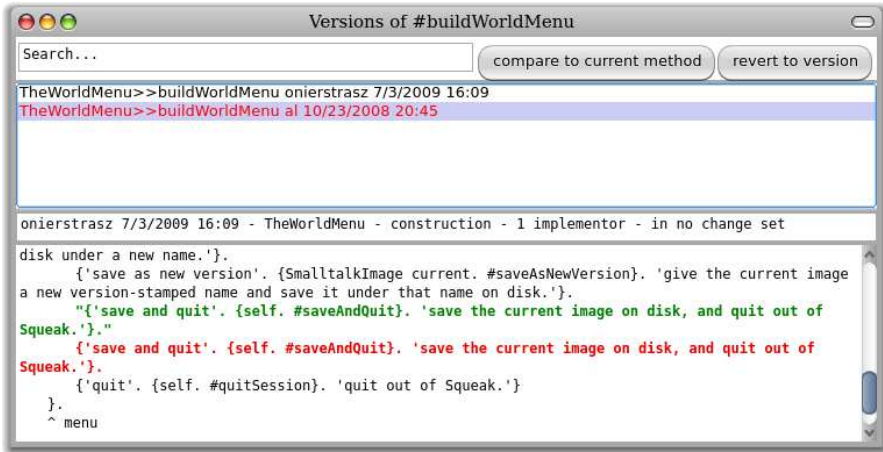 Versions of #buildWorldMenu
Search...
compare to current method
revert to version
TheWorldMenu>>buildWorldMenu onierstrasz 7/3/2009 16:09
TheWorldMenu>>buildWorldMenu al 10/23/2008 20:45
onierstrasz 7/3/2009 16:09 - TheWorldMenu - construction - 1 implementor - in no change set
disk under a new name.'}.
{'save as new version'. {SmalltalkImage current. #saveAsNewVersion}. 'give the current image
a new version-stamped name and save it under that name on disk.'}.
"{'save and quit'. {self. #saveAndQuit}. 'save the current image on disk, and quit out of
Squeak.'}."
{'save and quit'. {self. #saveAndQuit}. 'save the current image on disk, and quit out of
Squeak.'}.
{'quit'. {self. #quitSession}. 'quit out of Squeak.'}
}.
^ menu